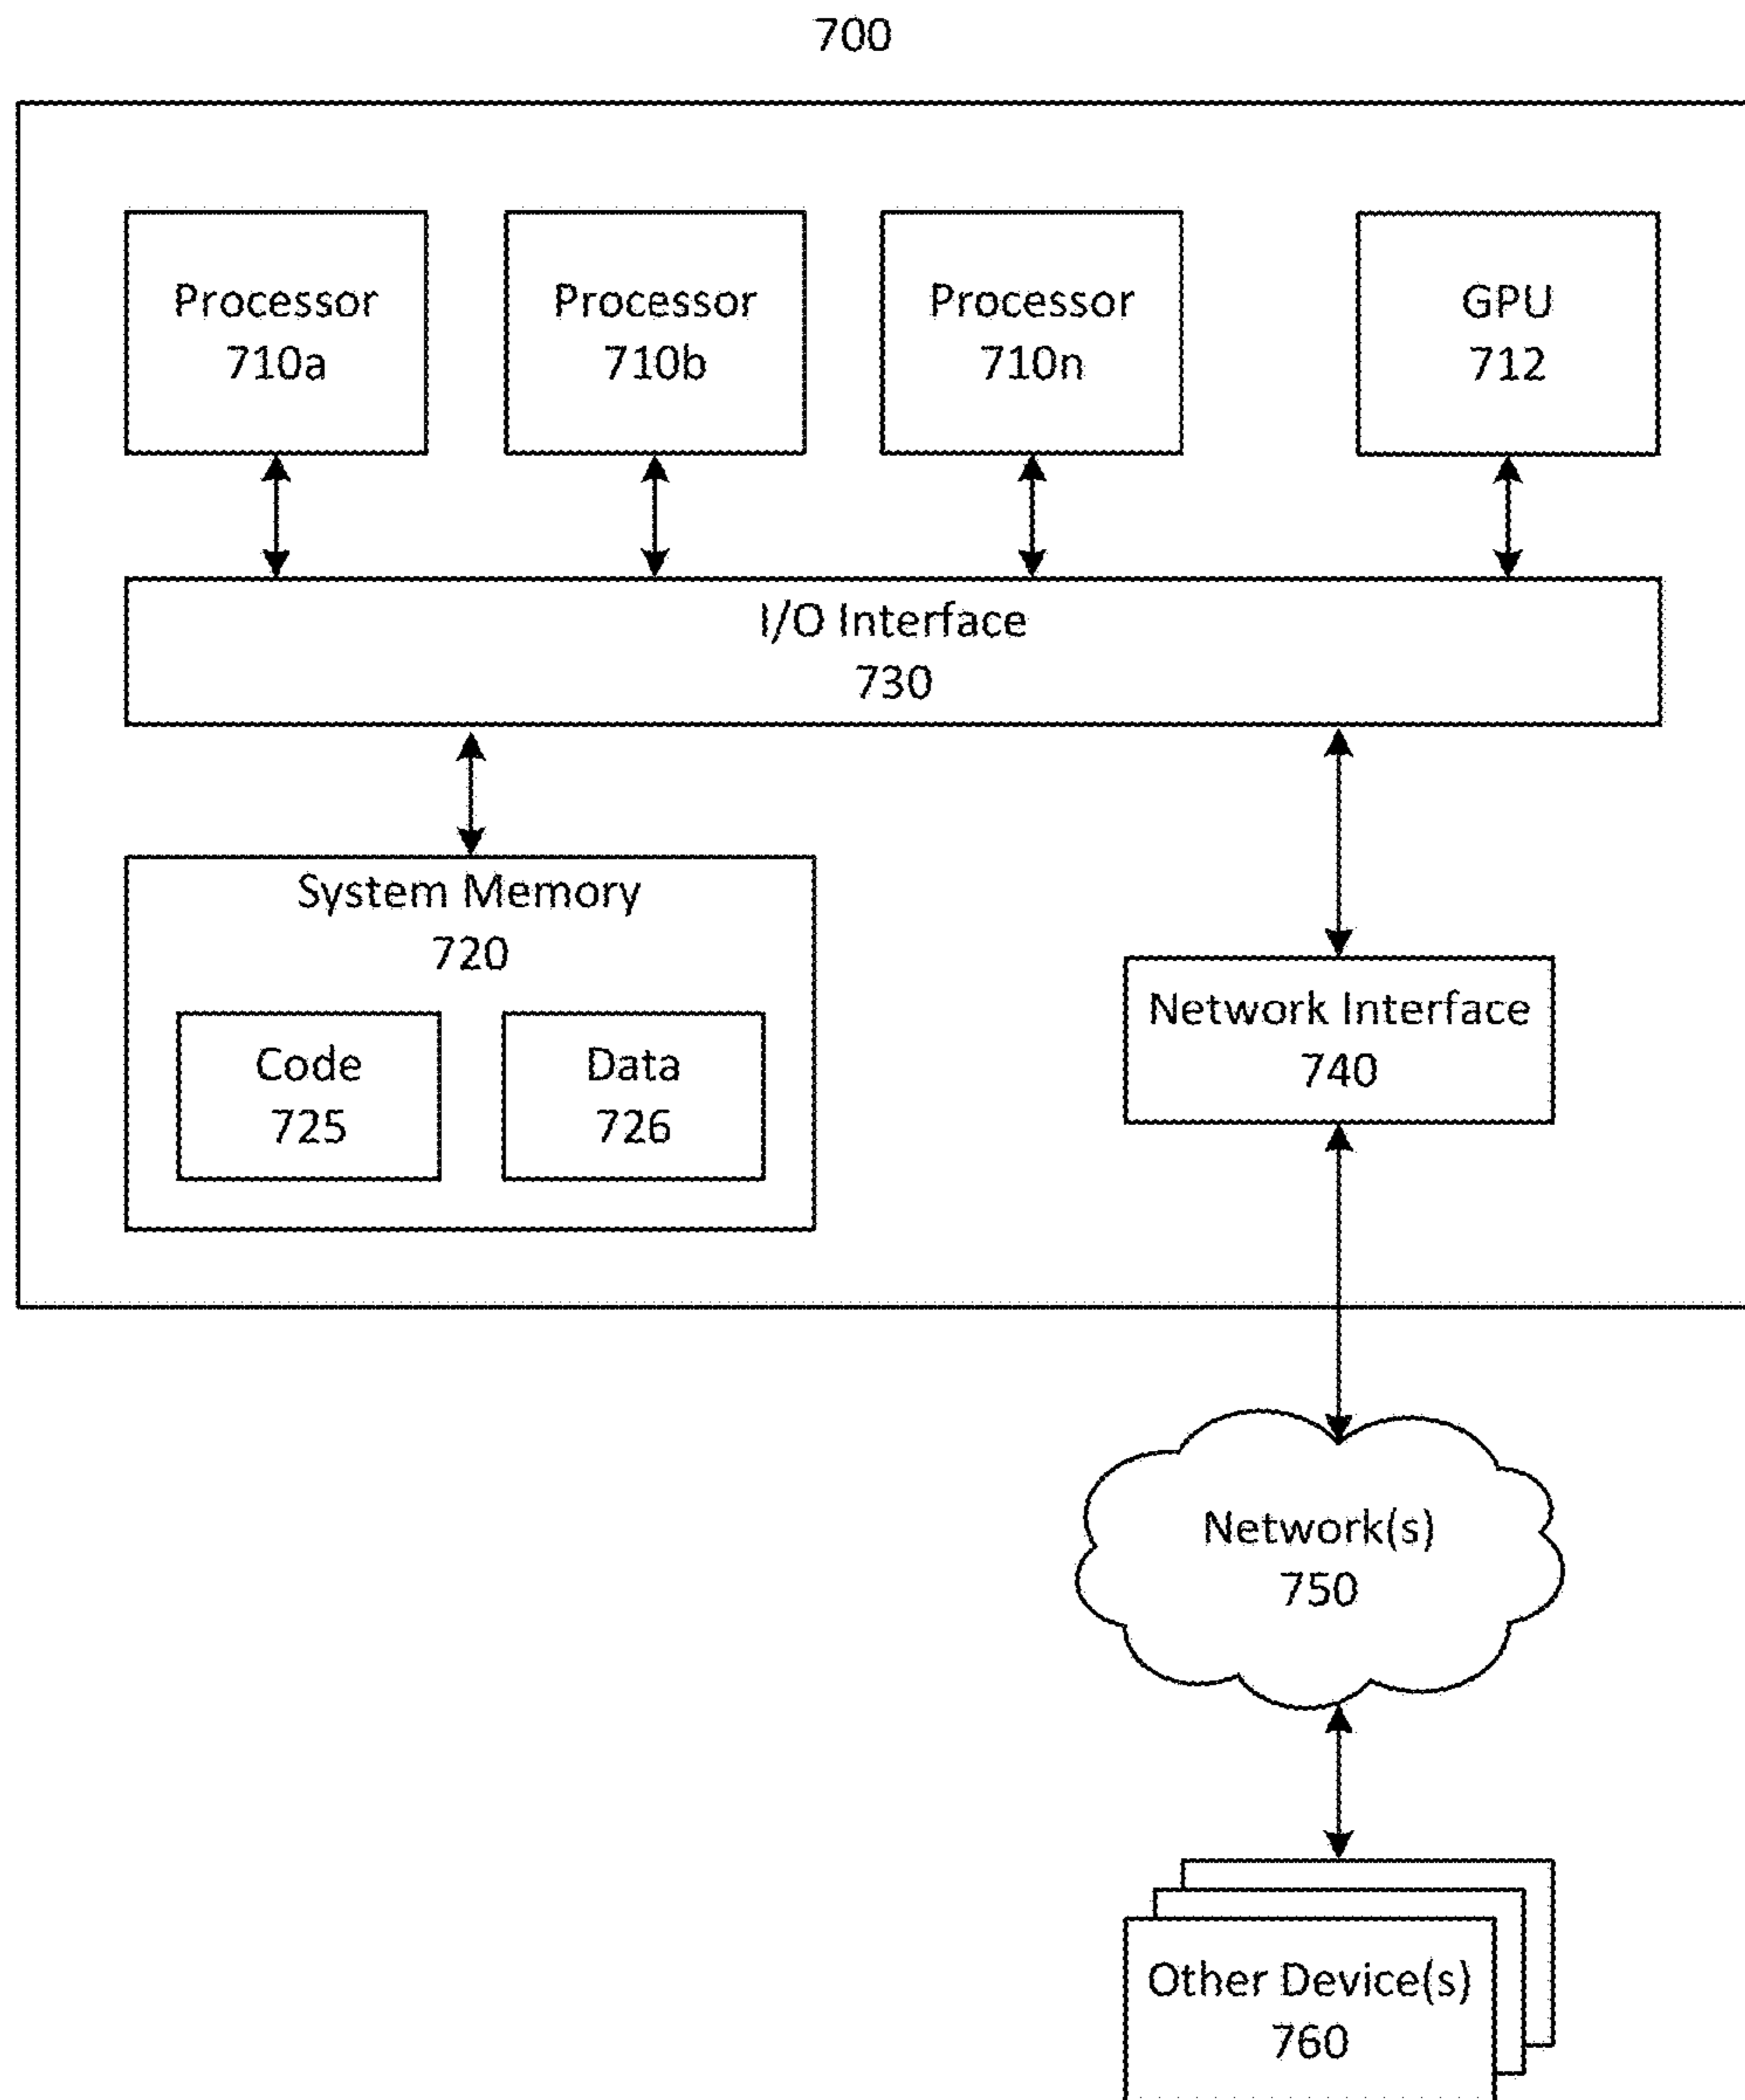 700
Processor
710a
Processor
710b
Processor
710n
GPU
712
I/O Interface
730
System Memory
720
Code
725
Data
726
Network Interface
740
Network(s)
750
Other Device(s)
760